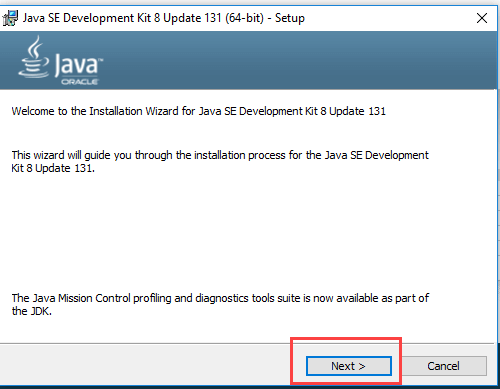 Java SE Development Kit 8 Update 131 (64-bit) - Setup
Java™
ORACLE
Welcome to the Installation Wizard for Java SE Development Kit 8 Update 131
This wizard will guide you through the installation process for the Java SE Development
Kit 8 Update 131.
The Java Mission Control profiling and diagnostics tools suite is now available as part of
the JDK.
Next >
Cancel